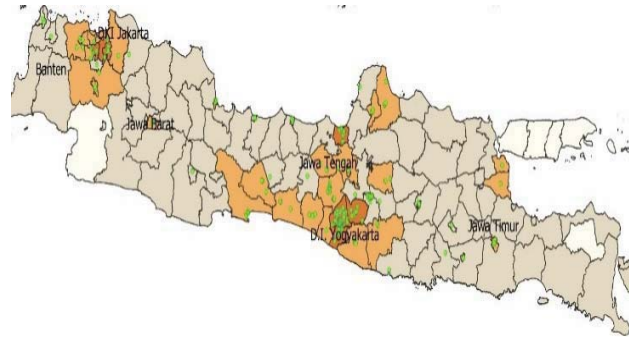 DKI Jakarta
Banten
Jawa Barat
Jawa Tengah
D.I. Yogyakarta
Jawa Timur